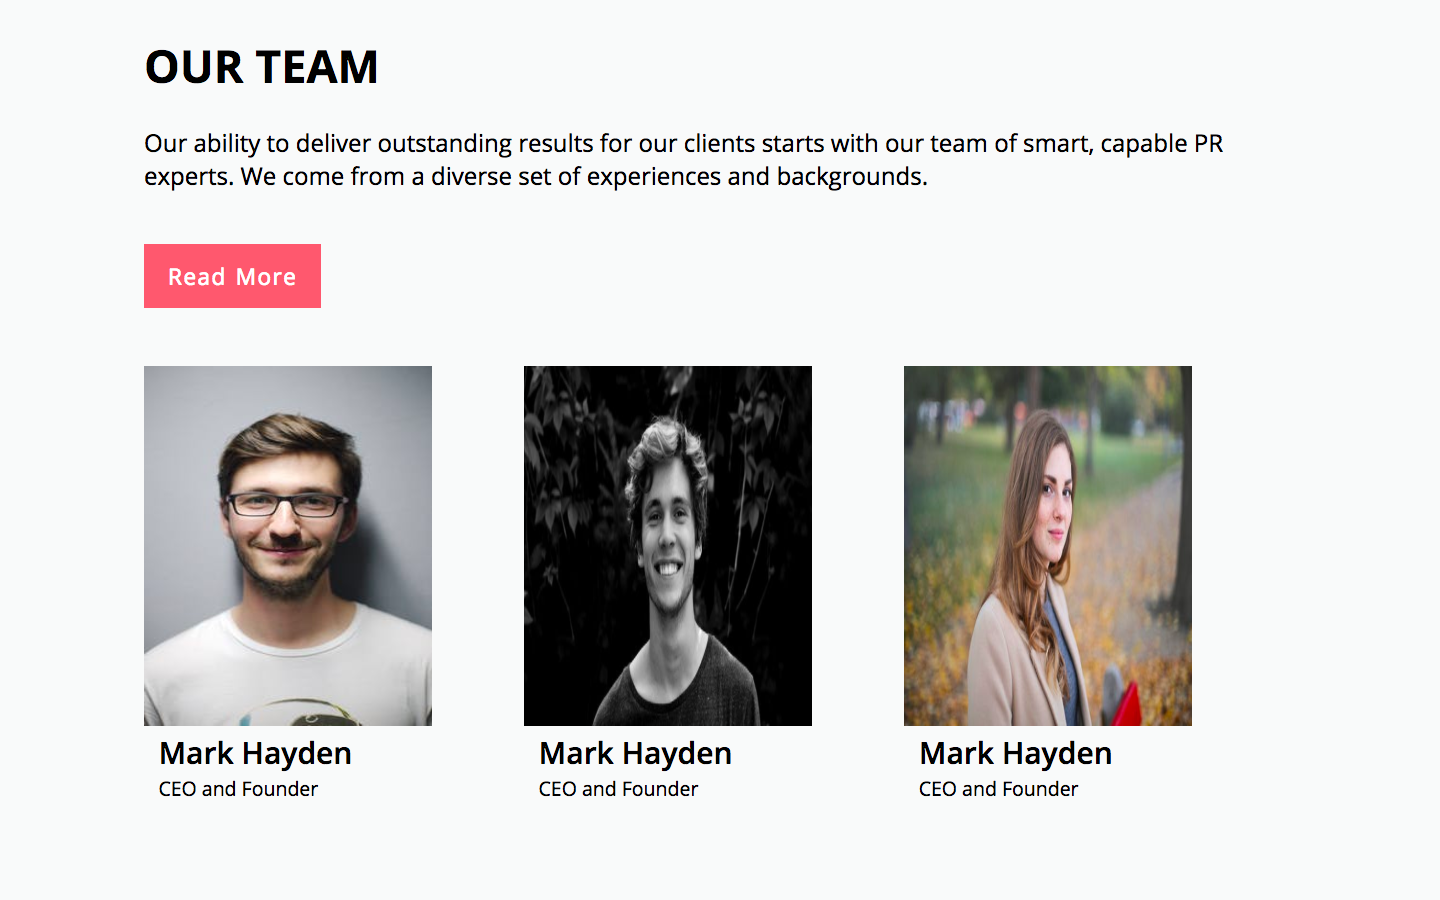 OUR TEAM
Our ability to deliver outstanding results for our clients starts with our team of smart, capable PR
experts. We come from a diverse set of experiences and backgrounds.
Read More
Mark Hayden
CEO and Founder
Mark Hayden
CEO and Founder
Mark Hayden
CEO and Founder